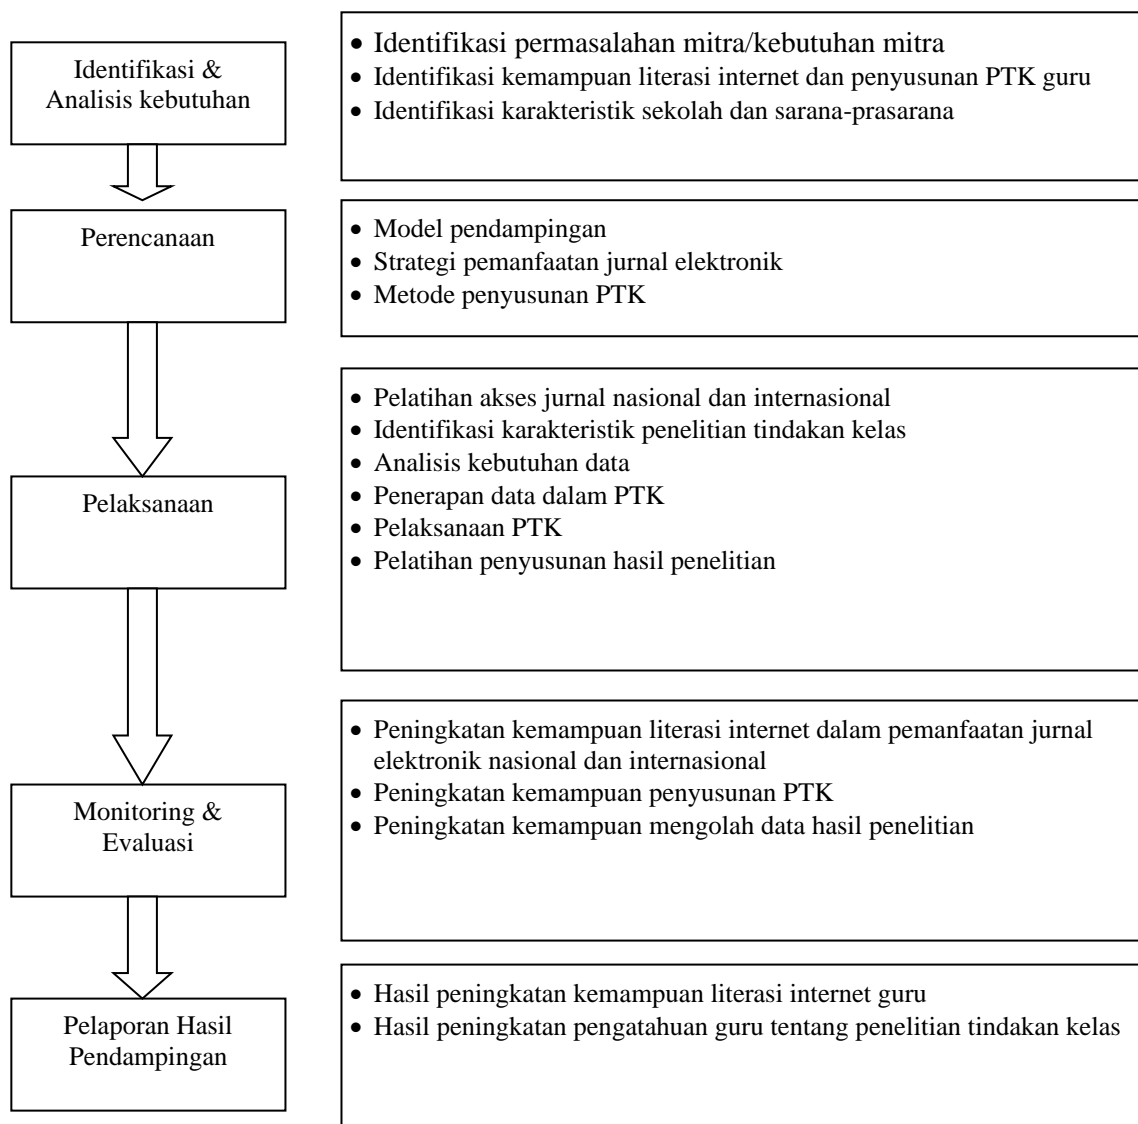 Identifikasi &
Analisis kebutuhan
• Identifikasi permasalahan mitra/kebutuhan mitra
• Identifikasi kemampuan literasi internet dan penyusunan PTK guru
• Identifikasi karakteristik sekolah dan sarana-prasarana
Perencanaan
• Model pendampingan
• Strategi pemanfaatan jurnal elektronik
• Metode penyusunan PTK
Pelaksanaan
• Pelatihan akses jurnal nasional dan internasional
• Identifikasi karakteristik penelitian tindakan kelas
• Analisis kebutuhan data
• Penerapan data dalam PTK
• Pelaksanaan PTK
• Pelatihan penyusunan hasil penelitian
Monitoring &
Evaluasi
• Peningkatan kemampuan literasi internet dalam pemanfaatan jurnal
elektronik nasional dan internasional
• Peningkatan kemampuan penyusunan PTK
• Peningkatan kemampuan mengolah data hasil penelitian
Pelaporan Hasil
Pendampingan
• Hasil peningkatan kemampuan literasi internet guru
• Hasil peningkatan pengatahuan guru tentang penelitian tindakan kelas